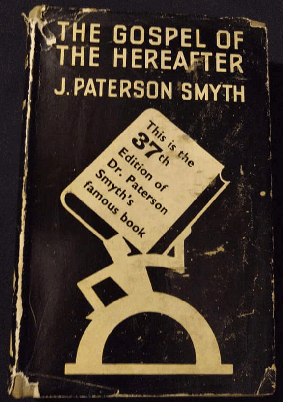 THE GOSPEL OF
THE HEREAFTER
J. PATERSON SMYTH
This is the
37th
Edition of
Dr. Paterson
Smyth's
famous book